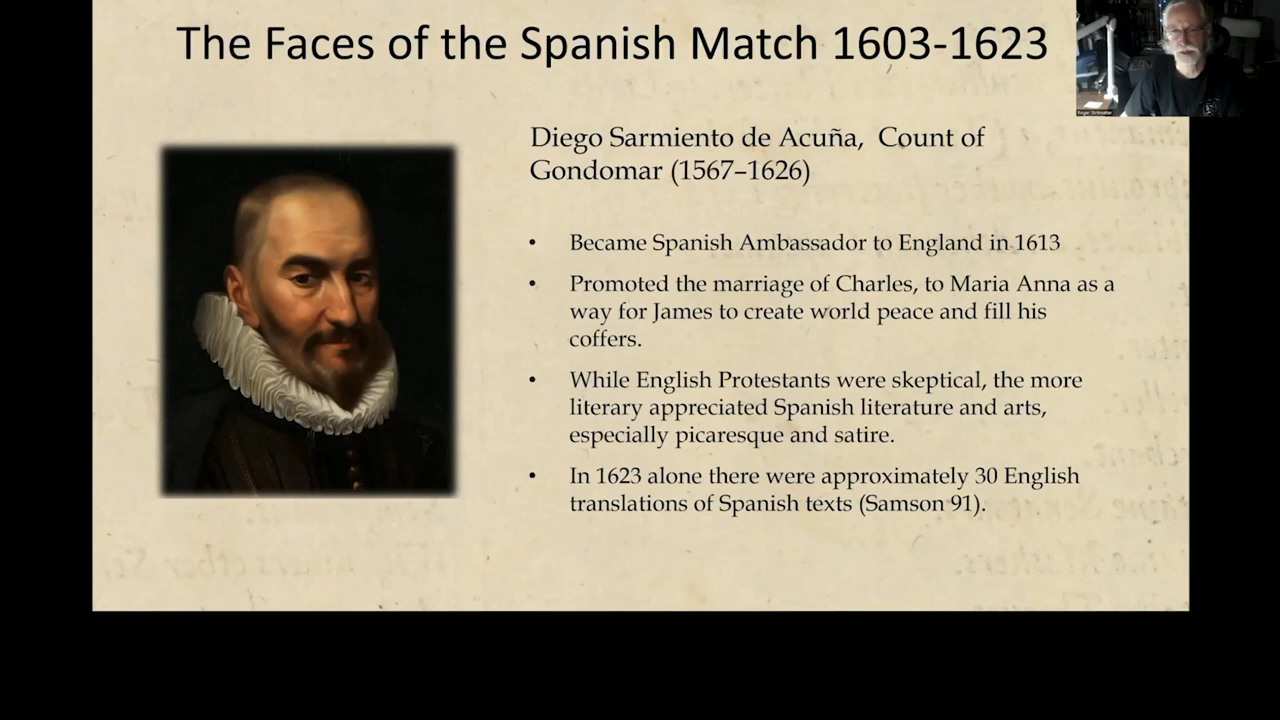 The Faces of the Spanish Match 1603-1623
Diego Sarmiento de Acuña, Count of
Gondomar (1567–1626)
• Became Spanish Ambassador to England in 1613
• Promoted the marriage of Charles, to Maria Anna as a
way for James to create world peace and fill his
coffers.
• While English Protestants were skeptical, the more
literary appreciated Spanish literature and arts,
especially picaresque and satire.
• In 1623 alone there were approximately 30 English
translations of Spanish texts (Samson 91).